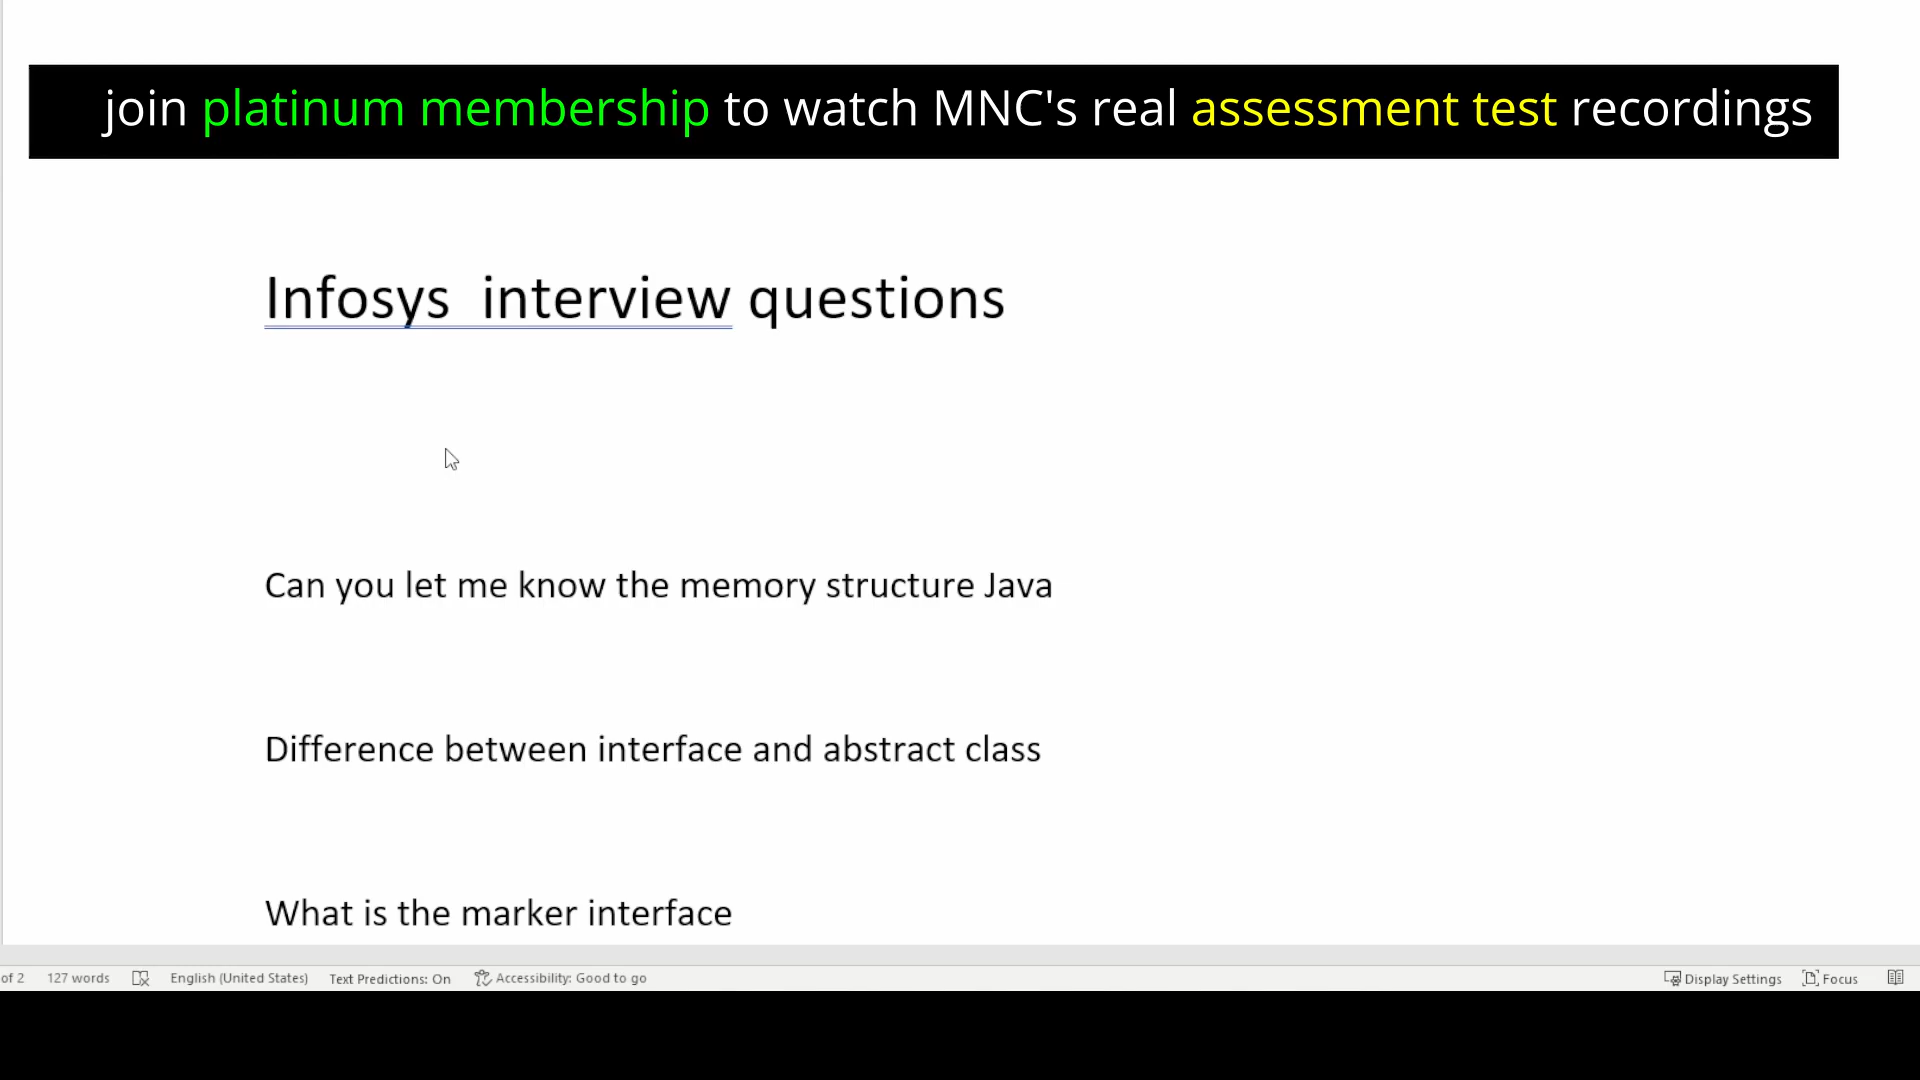 join platinum membership to watch MNC's real assessment test recordings
Infosys  interview questions
Can you let me know the memory structure Java
Difference between interface and abstract class
What is the marker interface
of 2 127 words English (United States) Text Predictions: On Accessibility: Good to go Display Settings Focus